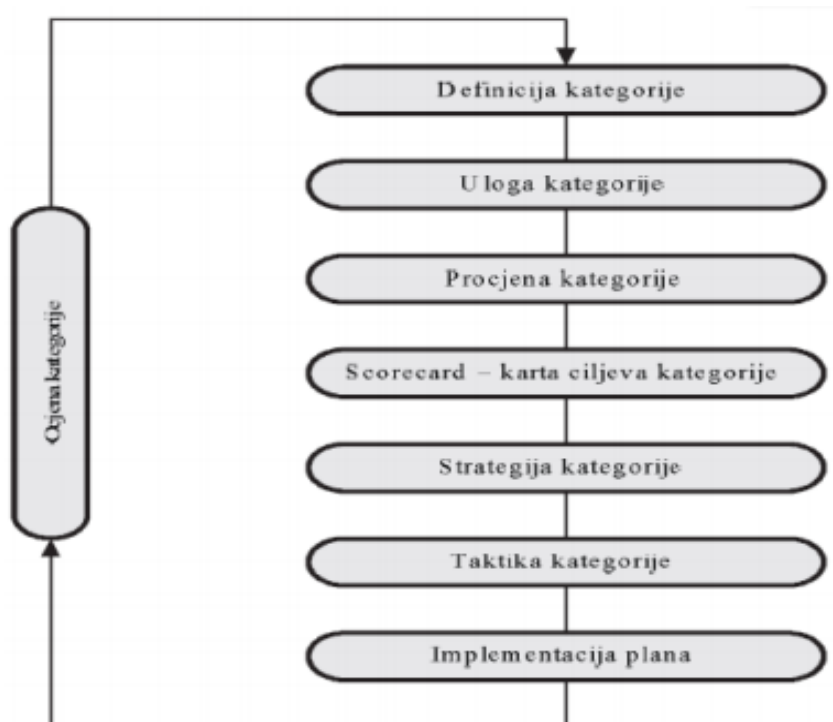 Definicija kategorije
Uloga kategorije
Procjena kategorije
Scorecard – karta ciljeva kategorije
Strategija kategorije
Taktika kategorije
Implementacija plana
Ocjena kategorije